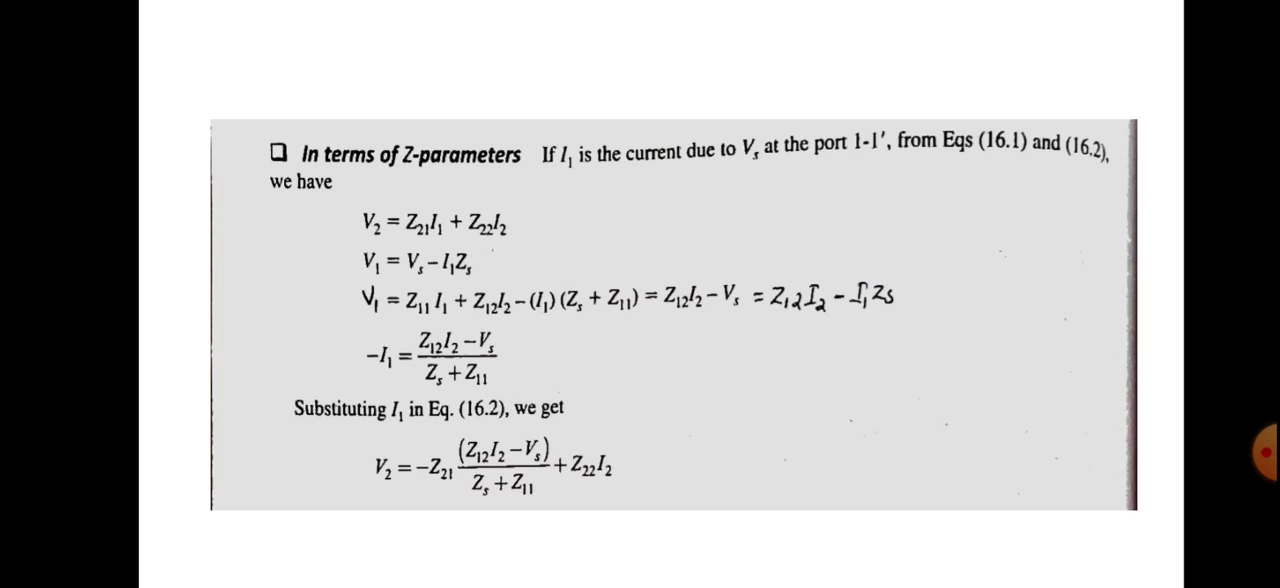 ❑ In terms of Z-parameters If I₁ is the current due to Vₛ at the port 1-1′, from Eqs (16.1) and (16.2),
we have
V₂ = Z₂₁I₁ + Z₂₂I₂
V₁ = Vₛ – I₁Zₛ
V₁ = Z₁₁ I₁ + Z₁₂I₂ – (I₁) (Zₛ + Z₁₁) = Z₁₂I₂ – Vₛ = Z₁₂I₂ – I₁Zs
–I₁ = (Z₁₂I₂ – Vₛ) / (Zₛ + Z₁₁)
Substituting I₁ in Eq. (16.2), we get
V₂ = –Z₂₁ (Z₁₂I₂ – Vₛ) / (Zₛ + Z₁₁) + Z₂₂I₂